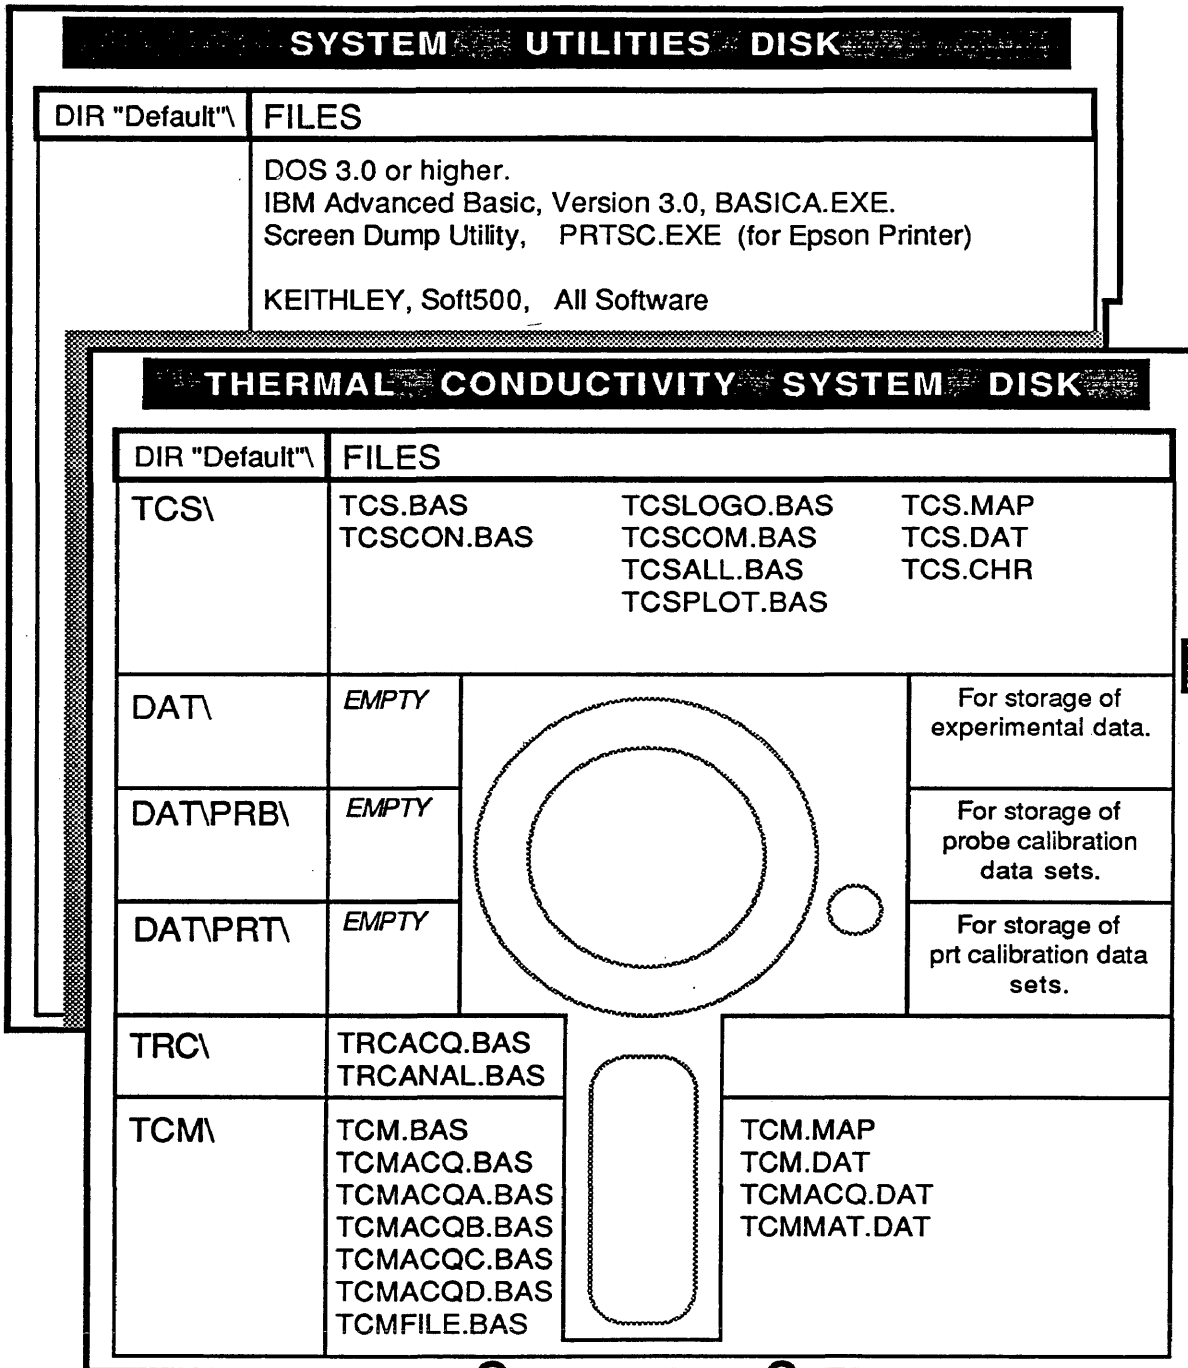 SYSTEM UTILITIES DISK
DIR "Default"\ FILES
DOS 3.0 or higher.
IBM Advanced Basic, Version 3.0, BASICA.EXE.
Screen Dump Utility, PRTSC.EXE (for Epson Printer)
KEITHLEY, Soft500, All Software
THERMAL CONDUCTIVITY SYSTEM DISK
DIR "Default"\ FILES
TCS\ TCS.BAS TCSLOGO.BAS TCS.MAP
TCSCON.BAS TCSCOM.BAS TCS.DAT
TCSALL.BAS TCS.CHR
TCSPLOT.BAS
DAT\ EMPTY For storage of
experimental data.
DAT\PRB\ EMPTY For storage of
probe calibration
data sets.
DAT\PRT\ EMPTY For storage of
prt calibration data
sets.
TRC\ TRCACQ.BAS
TRCANAL.BAS
TCM\ TCM.BAS TCM.MAP
TCMACQ.BAS TCM.DAT
TCMACQA.BAS TCMACQ.DAT
TCMACQB.BAS TCMMAT.DAT
TCMACQC.BAS
TCMACQD.BAS
TCMFILE.BAS